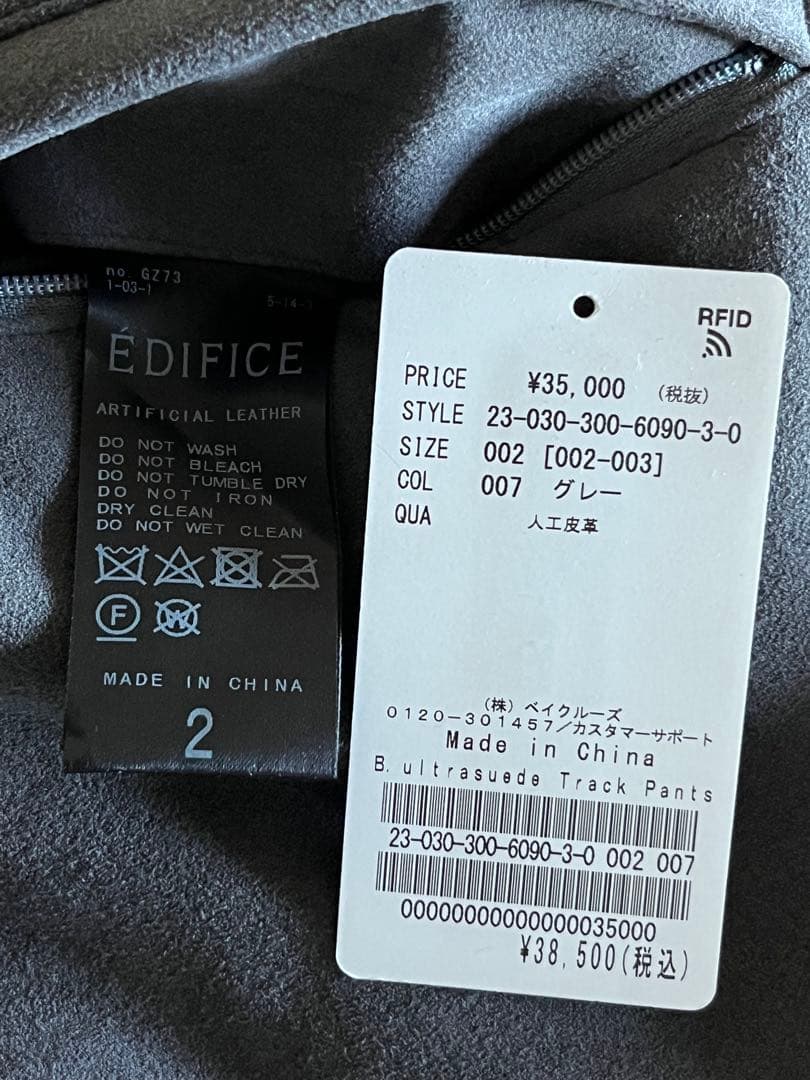 no. GZ73
1-03-1
5-14-1
ÉDIFICE
ARTIFICIAL LEATHER
DO NOT WASH
DO NOT BLEACH
DO NOT TUMBLE DRY
DO NOT IRON
DRY CLEAN
DO NOT WET CLEAN
F
W
MADE IN CHINA
2
RFID
PRICE ¥35,000 (税抜)
STYLE 23-030-300-6090-3-0
SIZE 002 [002-003]
COL 007 グレー
QUA 人工皮革
(株) ベイクルーズ
0120-301457/カスタマーサポート
Made in China
B. ultrasuede Track Pants
23-030-300-6090-3-0 002 007
00000000000000035000
¥38,500(税込)